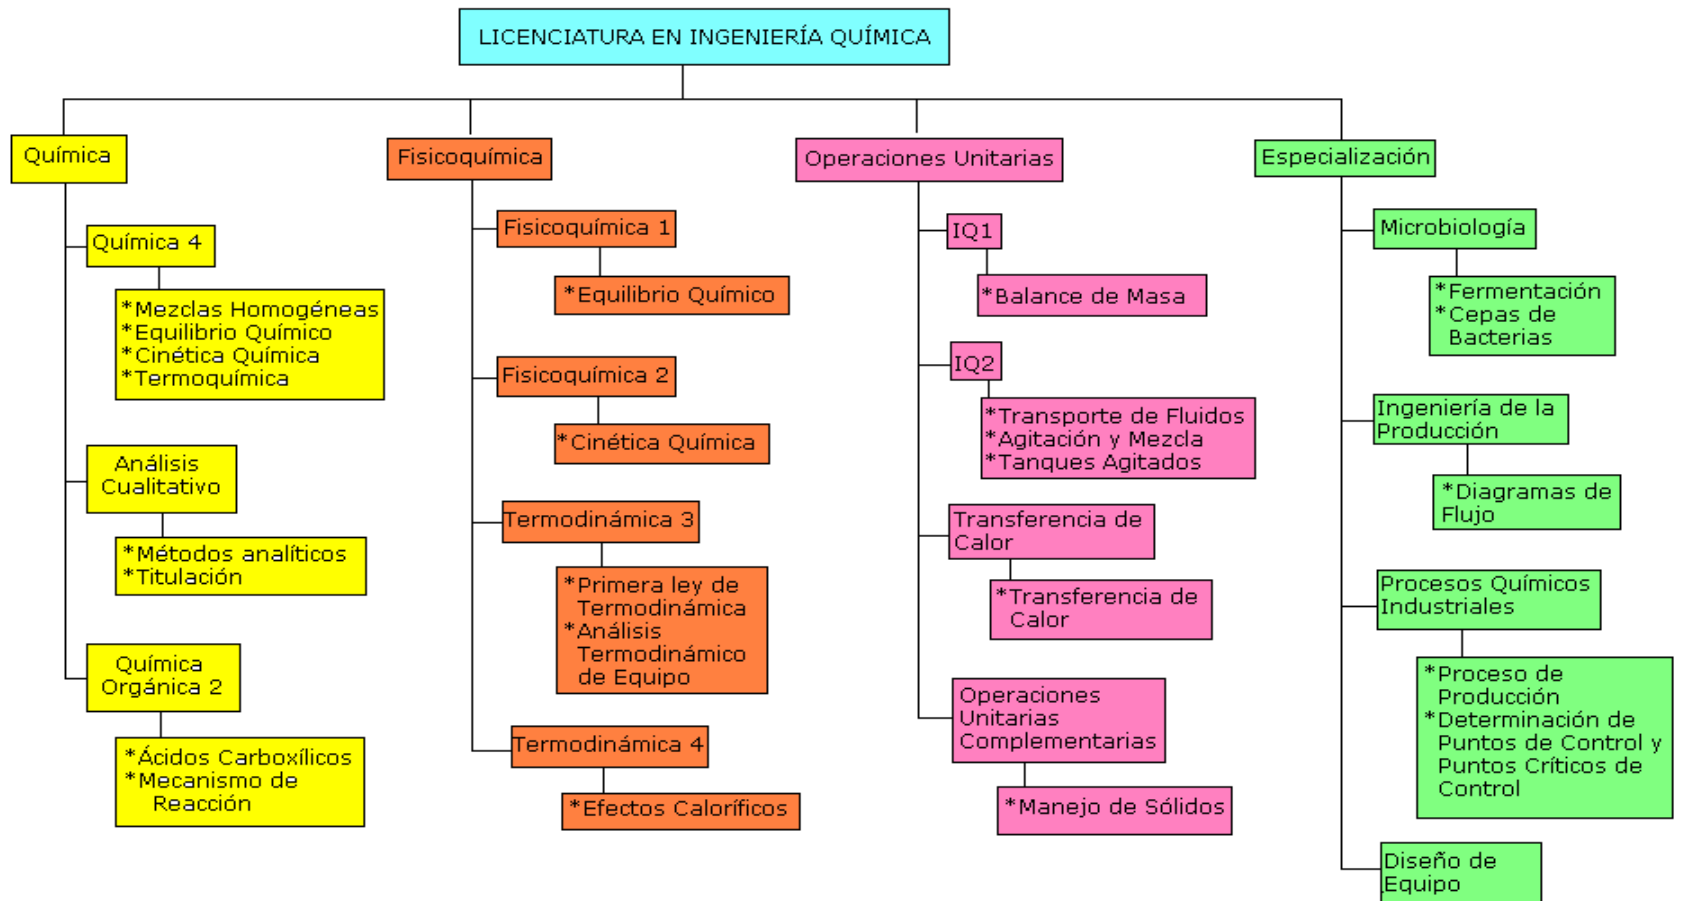 LICENCIATURA EN INGENIERÍA QUÍMICA
Química
Química 4
*Mezclas Homogéneas
*Equilibrio Químico
*Cinética Química
*Termoquímica
Análisis
Cualitativo
*Métodos analíticos
*Titulación
Química
Orgánica 2
*Ácidos Carboxílicos
*Mecanismo de
Reacción
Fisicoquímica
Fisicoquímica 1
*Equilibrio Químico
Fisicoquímica 2
*Cinética Química
Termodinámica 3
*Primera ley de
Termodinámica
*Análisis
Termodinámico
de Equipo
Termodinámica 4
*Efectos Caloríficos
Operaciones Unitarias
IQ1
*Balance de Masa
IQ2
*Transporte de Fluidos
*Agitación y Mezcla
*Tanques Agitados
Transferencia de
Calor
*Transferencia de
Calor
Operaciones
Unitarias
Complementarias
*Manejo de Sólidos
Especialización
Microbiología
*Fermentación
*Cepas de
Bacterias
Ingeniería de la
Producción
*Diagramas de
Flujo
Procesos Químicos
Industriales
*Proceso de
Producción
*Determinación de
Puntos de Control y
Puntos Críticos de
Control
Diseño de
Equipo